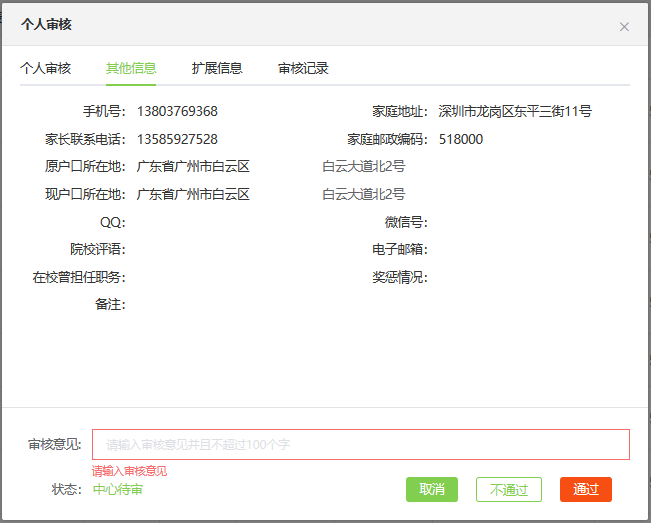 个人审核
个人审核 其他信息 扩展信息 审核记录
手机号： 13803769368 家庭地址： 深圳市龙岗区东平三街11号
家长联系电话： 13585927528 家庭邮政编码： 518000
原户口所在地： 广东省广州市白云区 白云大道北2号
现户口所在地： 广东省广州市白云区 白云大道北2号
QQ： 微信号：
院校评语： 电子邮箱：
在校曾担任职务： 奖惩情况：
备注：
审核意见： 请输入审核意见并且不超过100个字
请输入审核意见
状态： 中心待审 取消 不通过 通过